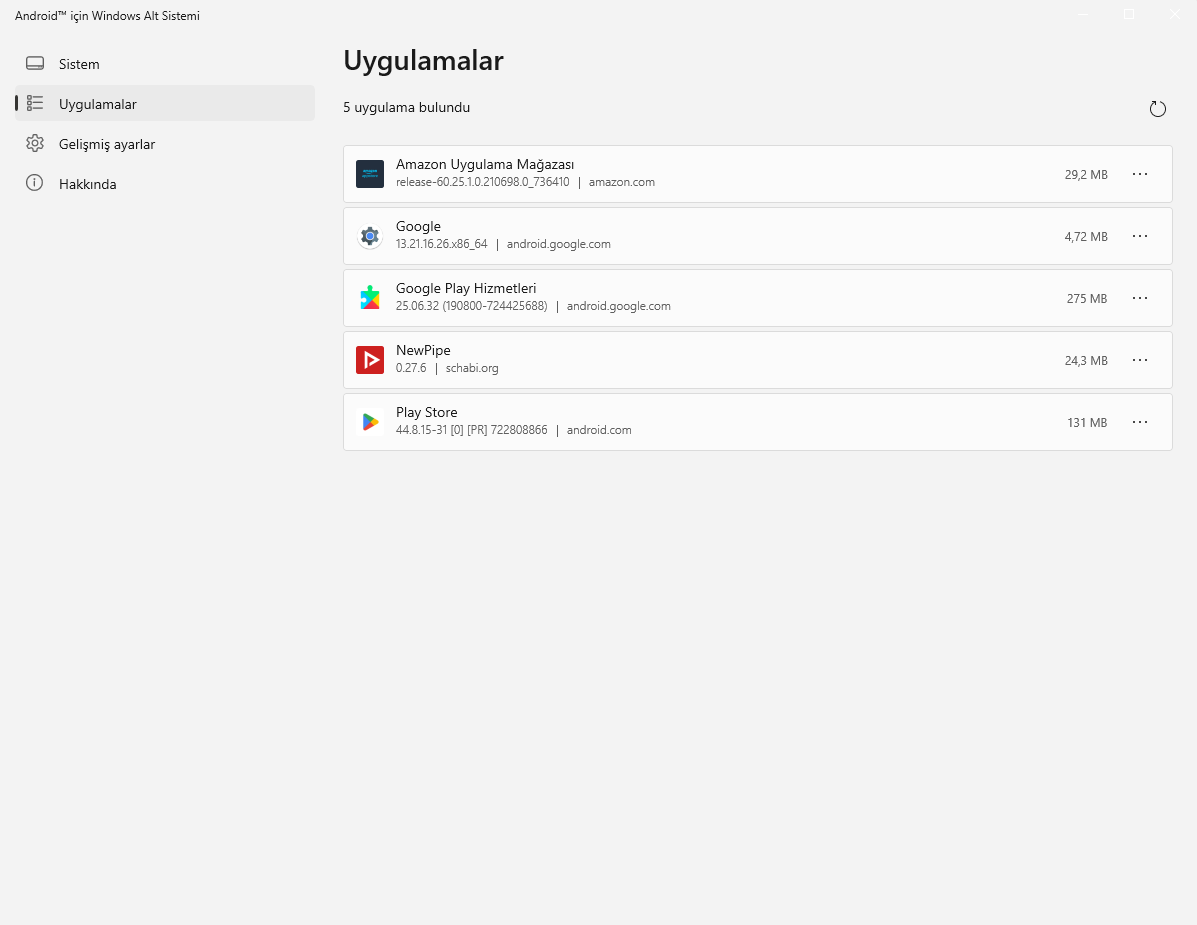 Android™ için Windows Alt Sistemi
Sistem
Uygulamalar
Gelişmiş ayarlar
Hakkında
Uygulamalar
5 uygulama bulundu
Amazon Uygulama Mağazası
release-60.25.1.0.210698.0_736410 | amazon.com
29,2 MB
Google
13.21.16.26.x86_64 | android.google.com
4,72 MB
Google Play Hizmetleri
25.06.32 (190800-724425688) | android.google.com
275 MB
NewPipe
0.27.6 | schabi.org
24,3 MB
Play Store
44.8.15-31 [0] [PR] 722808866 | android.com
131 MB